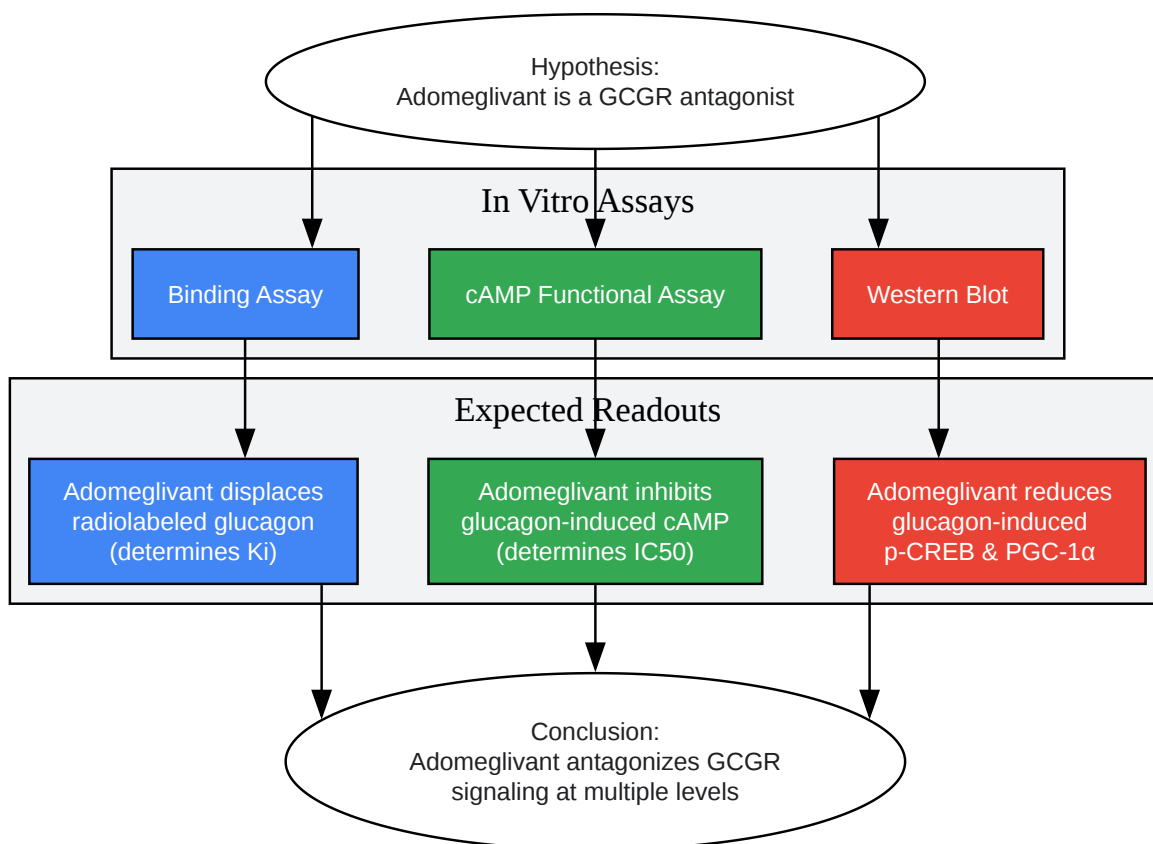 Hypothesis:
Adomeglivant is a GCGR antagonist
In Vitro Assays
Binding Assay
cAMP Functional Assay
Western Blot
Expected Readouts
Adomeglivant displaces
radiolabeled glucagon
(determines Ki)
Adomeglivant inhibits
glucagon-induced cAMP
(determines IC50)
Adomeglivant reduces
glucagon-induced
p-CREB & PGC-1α
Conclusion:
Adomeglivant antagonizes GCGR
signaling at multiple levels